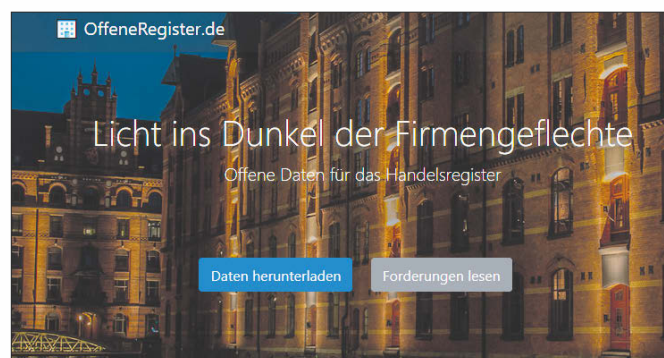 OffeneRegister.de
Licht ins Dunkel der Firmengeflechte
Offene Daten für das Handelsregister
Daten herunterladen
Forderungen lesen